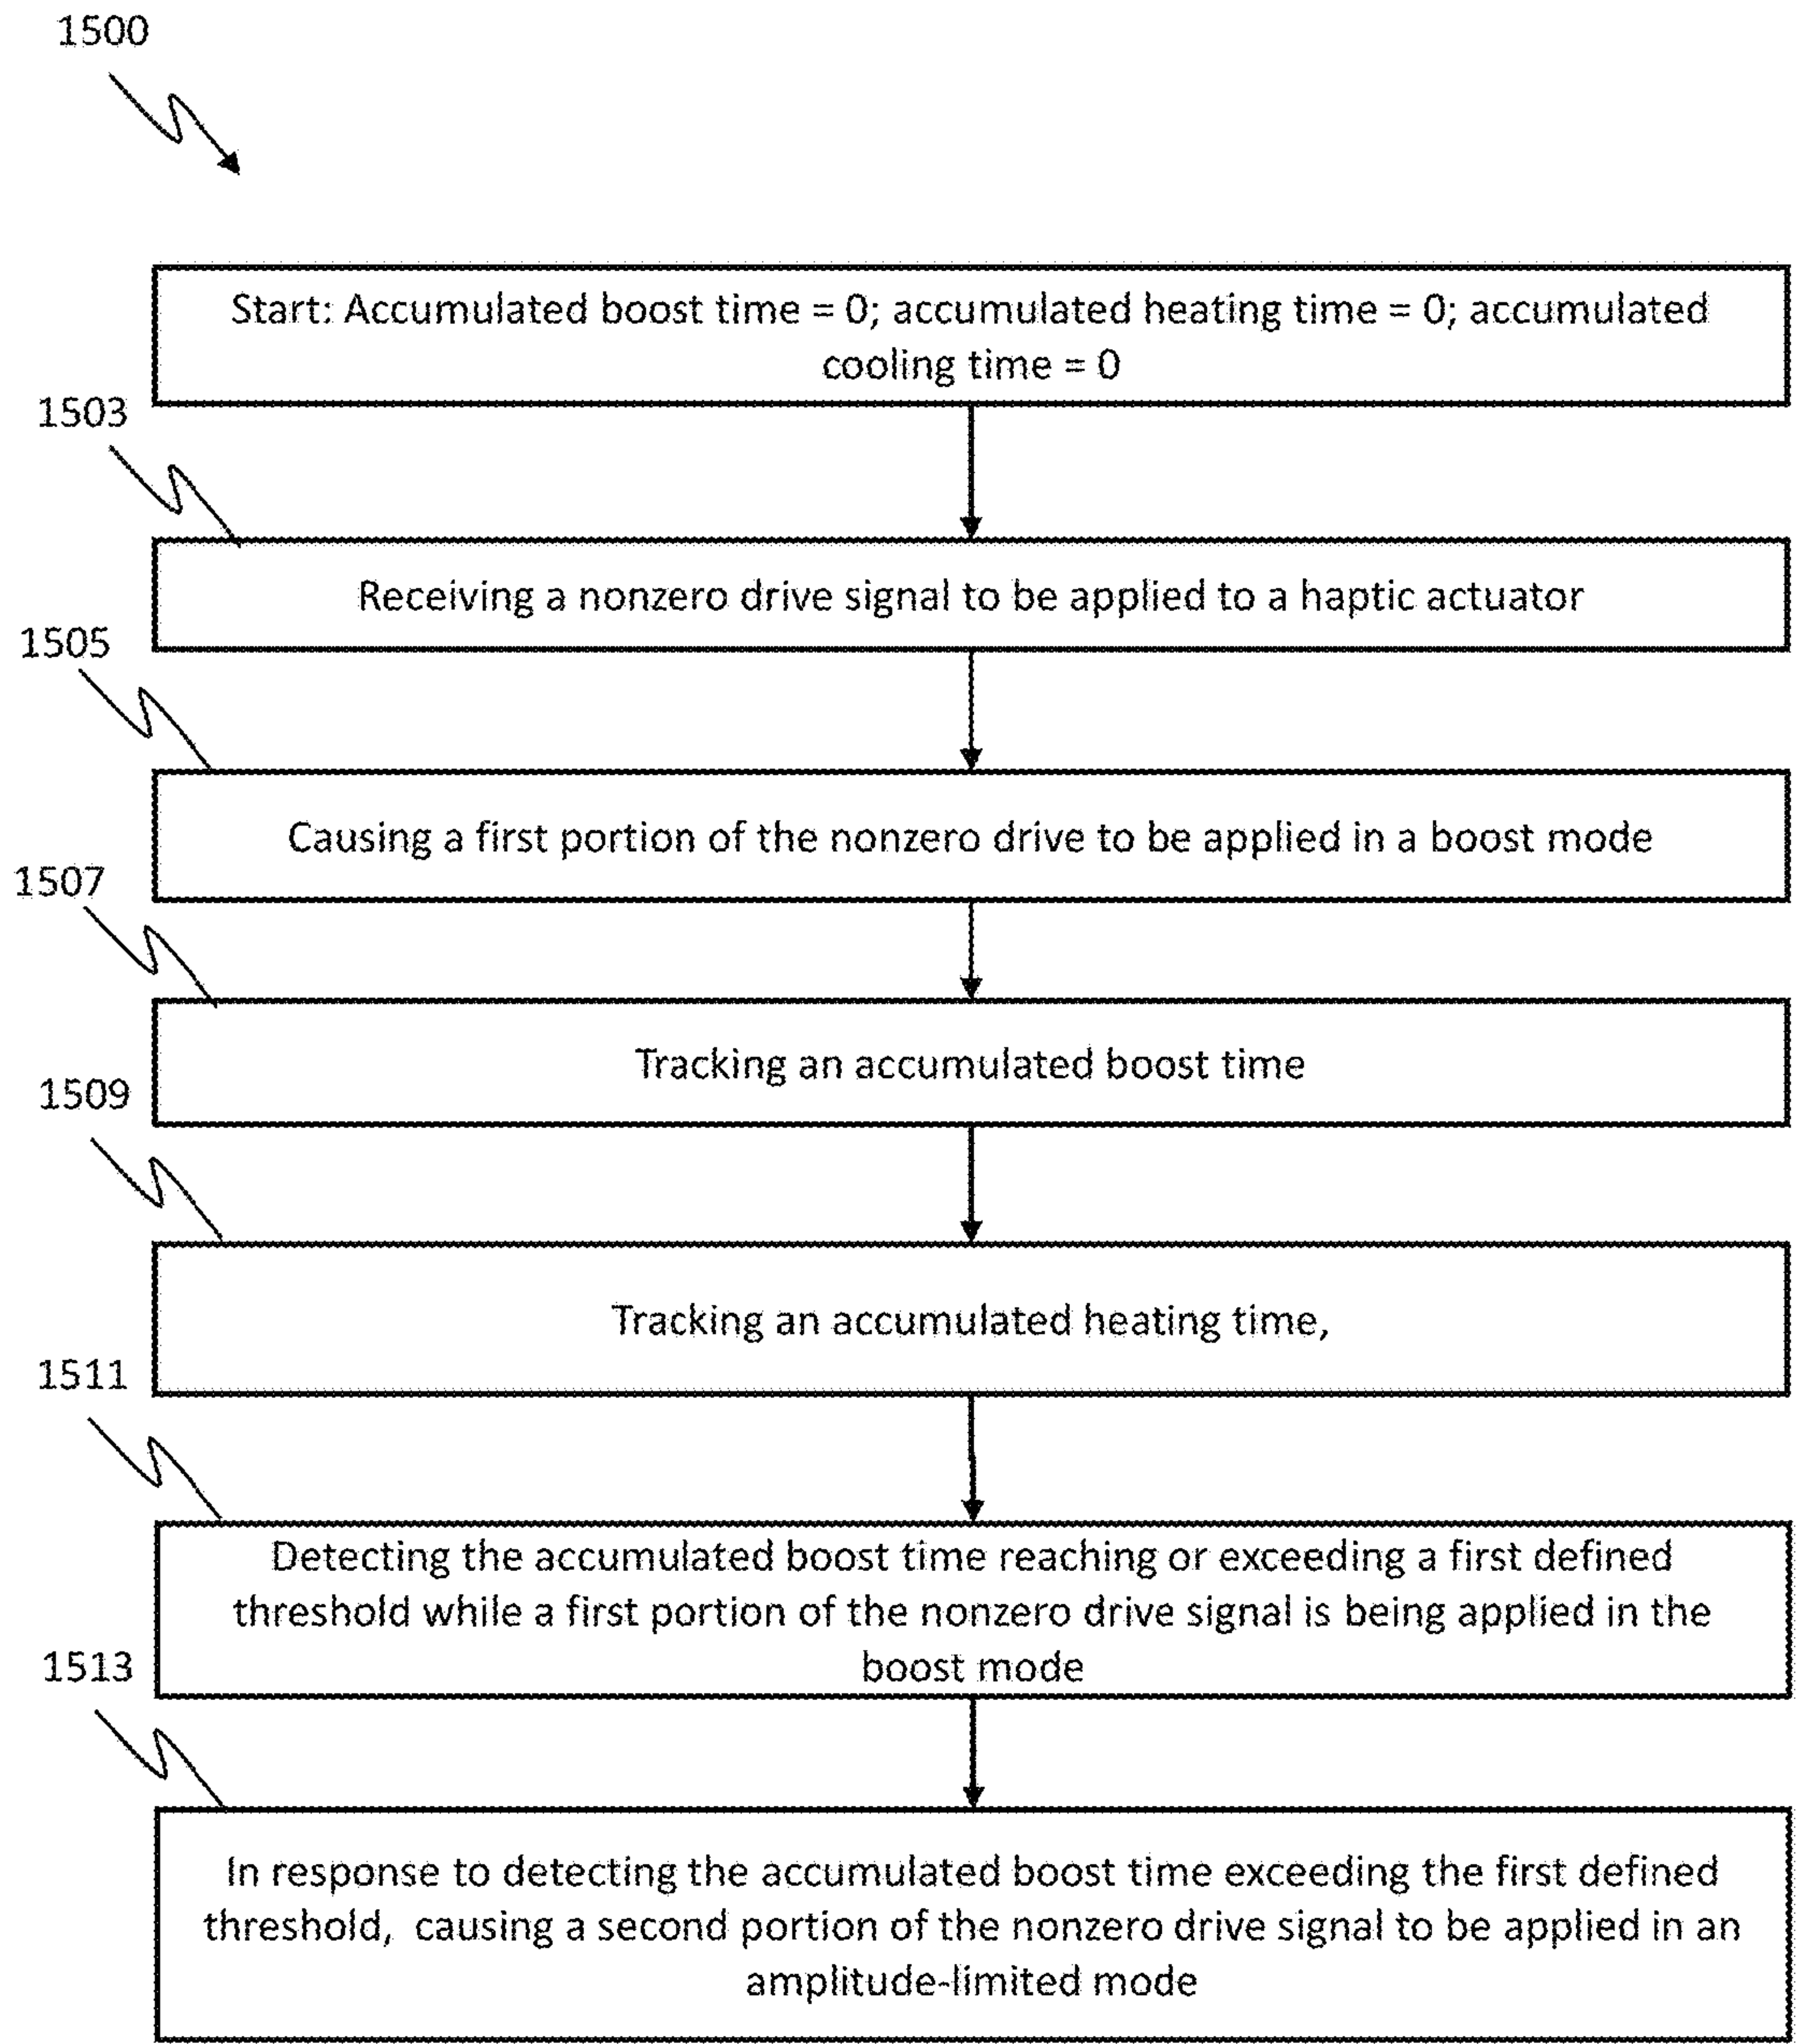 1500
Start: Accumulated boost time = 0; accumulated heating time = 0; accumulated
cooling time = 0
1503
Receiving a nonzero drive signal to be applied to a haptic actuator
1505
Causing a first portion of the nonzero drive to be applied in a boost mode
1507
Tracking an accumulated boost time
1509
Tracking an accumulated heating time,
1511
Detecting the accumulated boost time reaching or exceeding a first defined
threshold while a first portion of the nonzero drive signal is being applied in the
boost mode
1513
In response to detecting the accumulated boost time exceeding the first defined
threshold, causing a second portion of the nonzero drive signal to be applied in an
amplitude-limited mode